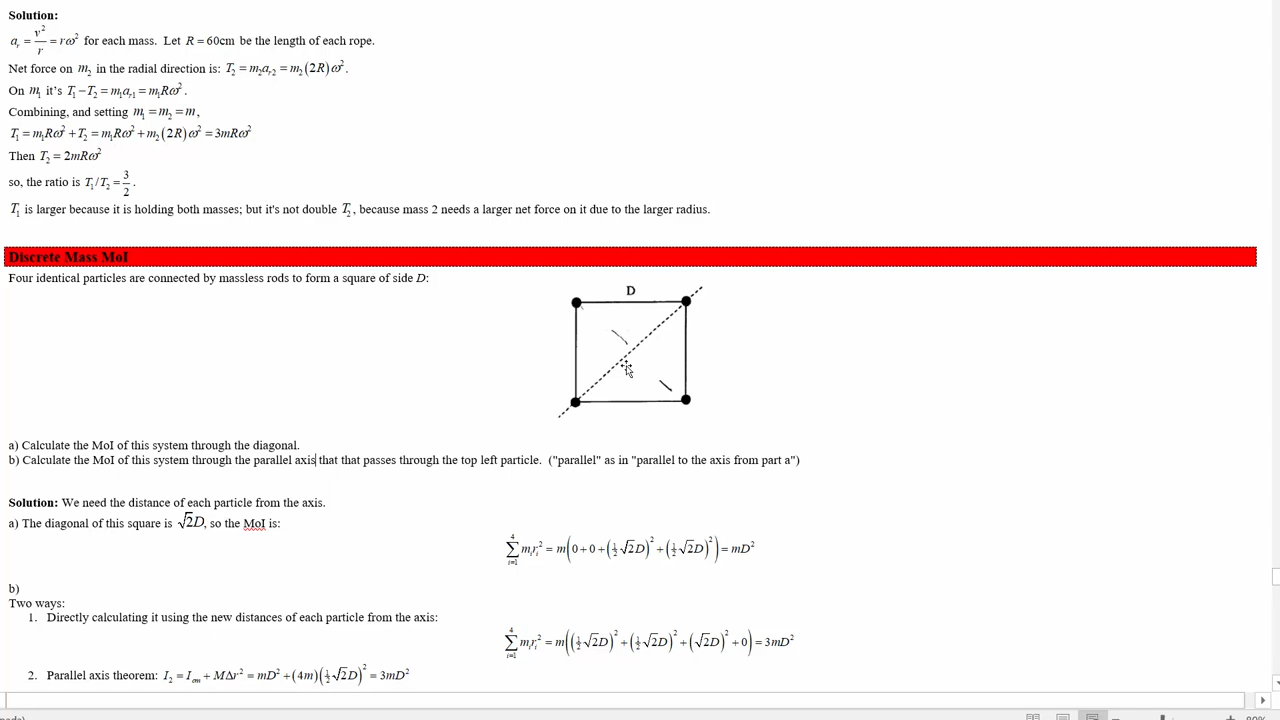 Solution:
a_r = v²/r = rω² for each mass. Let R = 60cm be the length of each rope.
Net force on m₂ in the radial direction is: T₂ = m₂a_r2 = m₂(2R)ω².
On m₁ it's T₁ − T₂ = m₁a_r1 = m₁Rω².
Combining, and setting m₁ = m₂ = m,
T₁ = m₁Rω² + T₂ = m₁Rω² + m₂(2R)ω² = 3mRω²
Then T₂ = 2mRω²
so, the ratio is T₁/T₂ = 3/2.
T₁ is larger because it is holding both masses; but it's not double T₂, because mass 2 needs a larger net force on it due to the larger radius.
Discrete Mass MoI
Four identical particles are connected by massless rods to form a square of side D:
D
a) Calculate the MoI of this system through the diagonal.
b) Calculate the MoI of this system through the parallel axis that that passes through the top left particle. ("parallel" as in "parallel to the axis from part a")
Solution: We need the distance of each particle from the axis.
a) The diagonal of this square is √2D, so the MoI is:
∑_{i=1}^{4} m_i r_i² = m(0 + 0 + (½√2D)² + (½√2D)²) = mD²
b)
Two ways:
1. Directly calculating it using the new distances of each particle from the axis:
∑_{i=1}^{4} m_i r_i² = m((½√2D)² + (½√2D)² + (√2D)² + 0) = 3mD²
2. Parallel axis theorem: I₂ = I_cm + MΔr² = mD² + (4m)(½√2D)² = 3mD²